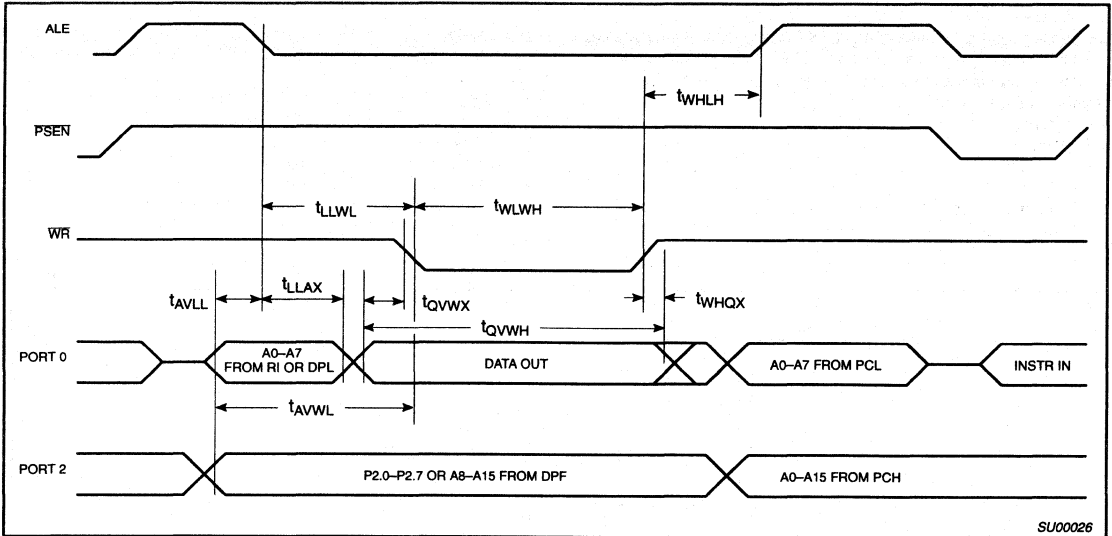 ALE
tWHLH
PSEN
tLLWL
tWLWH
WR
tAVLL
tLLAX
tQVWX
tWHQX
tQVWH
PORT 0
A0–A7
FROM RI OR DPL
DATA OUT
A0–A7 FROM PCL
INSTR IN
tAVWL
PORT 2
P2.0–P2.7 OR A8–A15 FROM DPF
A0–A15 FROM PCH
SU00026